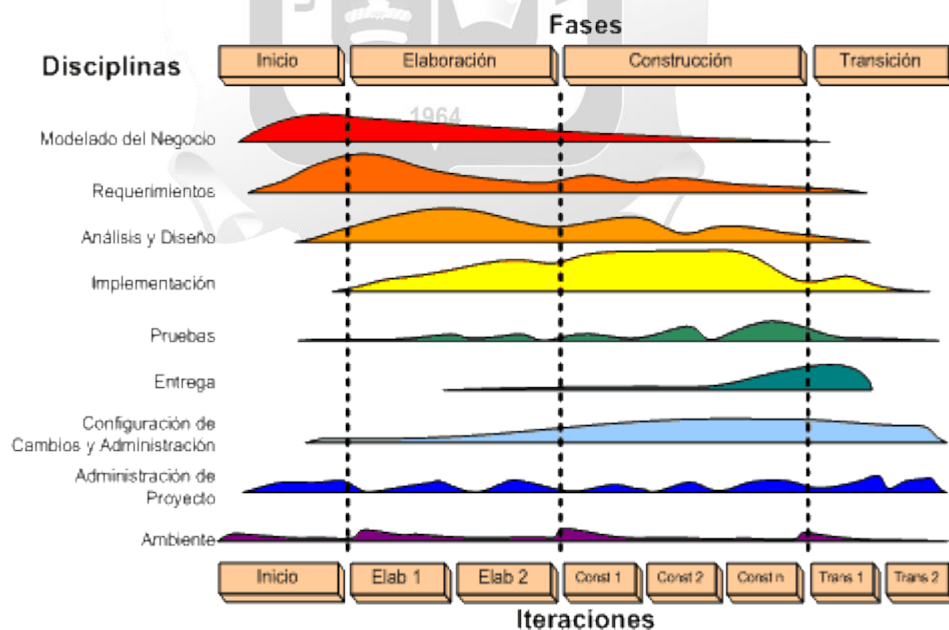 Fases
Disciplinas
Inicio
Elaboración
Construcción
Transición
1964
Modelado del Negocio
Requerimientos
Análisis y Diseño
Implementación
Pruebas
Entrega
Configuración de
Cambios y Administración
Administración de
Proyecto
Ambiente
Inicio
Elab 1
Elab 2
Const 1
Const 2
Const n
Trans 1
Trans 2
Iteraciones